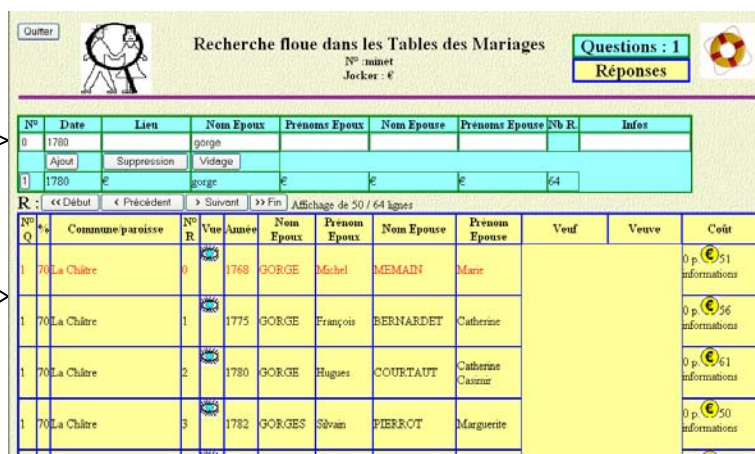 Quitter
Recherche floue dans les Tables des Mariages
N° :minet
Jocker : €
Questions : 1
Réponses
N° Date Lieu Nom Epoux Prénoms Epoux Nom Epouse Prénoms Epouse Nb R. Infos
0 1780 gorge
Ajout Suppression Vidage
1 1780 € gorge € € € 64
R : << Début < Précédent > Suivant >> Fin Affichage de 50 / 64 lignes
N° Q % Commune/paroisse N° R Vue Année Nom Epoux Prénom Epoux Nom Epouse Prénom Epouse Veuf Veuve Coût
1 70 La Châtre 0 1768 GORGE Michel MEMAIN Marie 0 p. € 51 informations
1 70 La Châtre 1 1775 GORGE François BERNARDET Catherine 0 p. € 56 informations
1 70 La Châtre 2 1780 GORGE Hugues COURTAUT Catherine Casimir 0 p. € 61 informations
1 70 La Châtre 3 1782 GORGES Silvain PIERROT Marguerite 0 p. € 50 informations